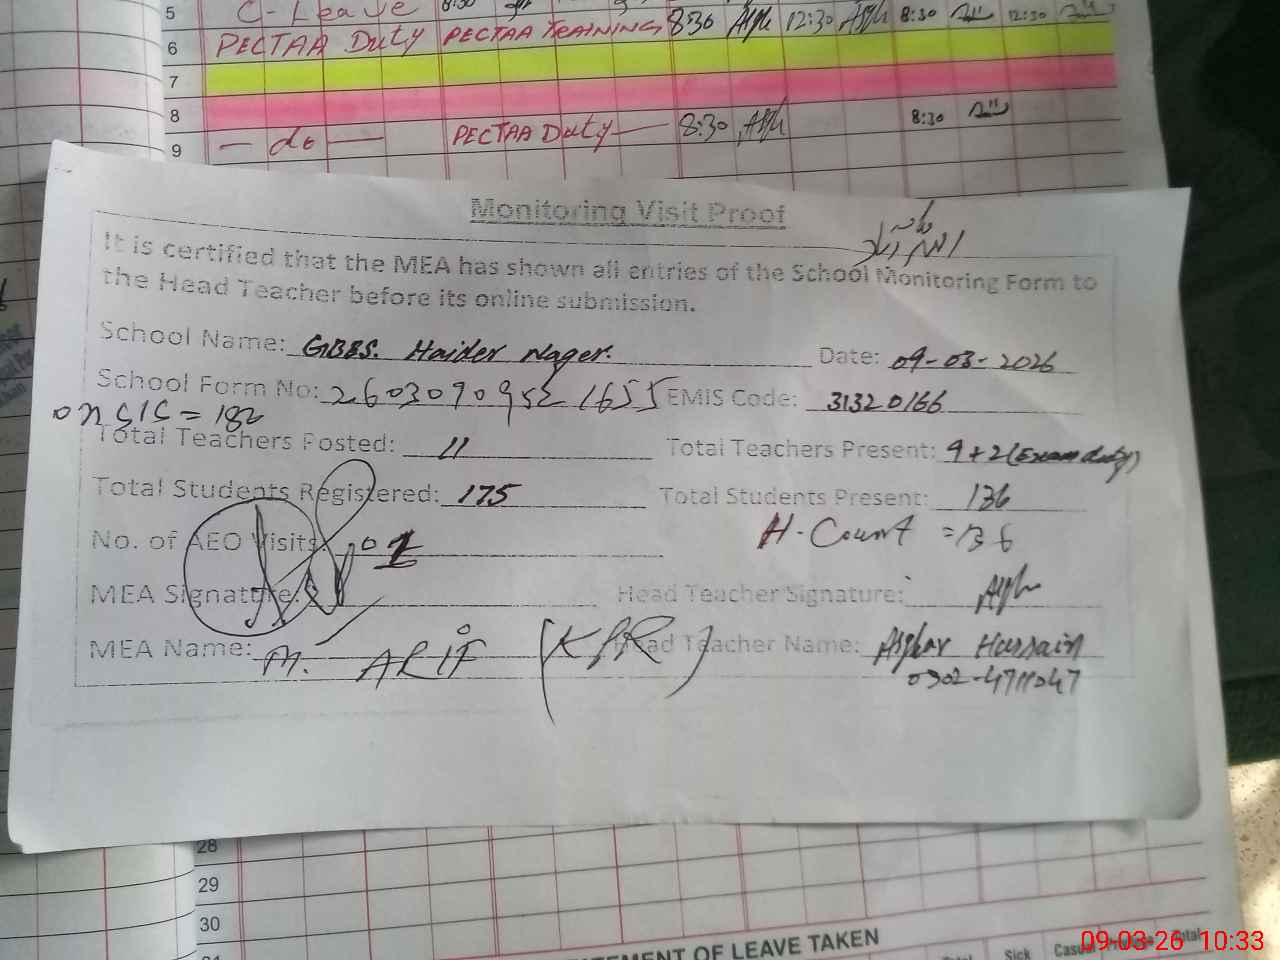 5 C-Leave 8:30
6 PECTAA Duty PECTAA TRAINING 8:30 12:30 8:30 12:30
7
8
9 — do — PECTAA Duty — 8:30 8:30
Monitoring Visit Proof
It is certified that the MEA has shown all entries of the School Monitoring Form to
the Head Teacher before its online submission.
School Name: GBES. Haider Nager. Date: 09-03-2026
School Form No: 26030909521655 EMIS Code: 31320166
on SIS = 182
Total Teachers Posted: 11 Total Teachers Present: 9+2(Exam duty)
Total Students Registered: 175 Total Students Present: 136
No. of AEO Visits: 01 H-Count = 136
MEA Signature: Head Teacher Signature:
MEA Name: M. ARIF (KPR) Head Teacher Name: Asghar Hussain
0302-4711047
28
29
30
STATEMENT OF LEAVE TAKEN
Sick Total
09-03-26 10:33